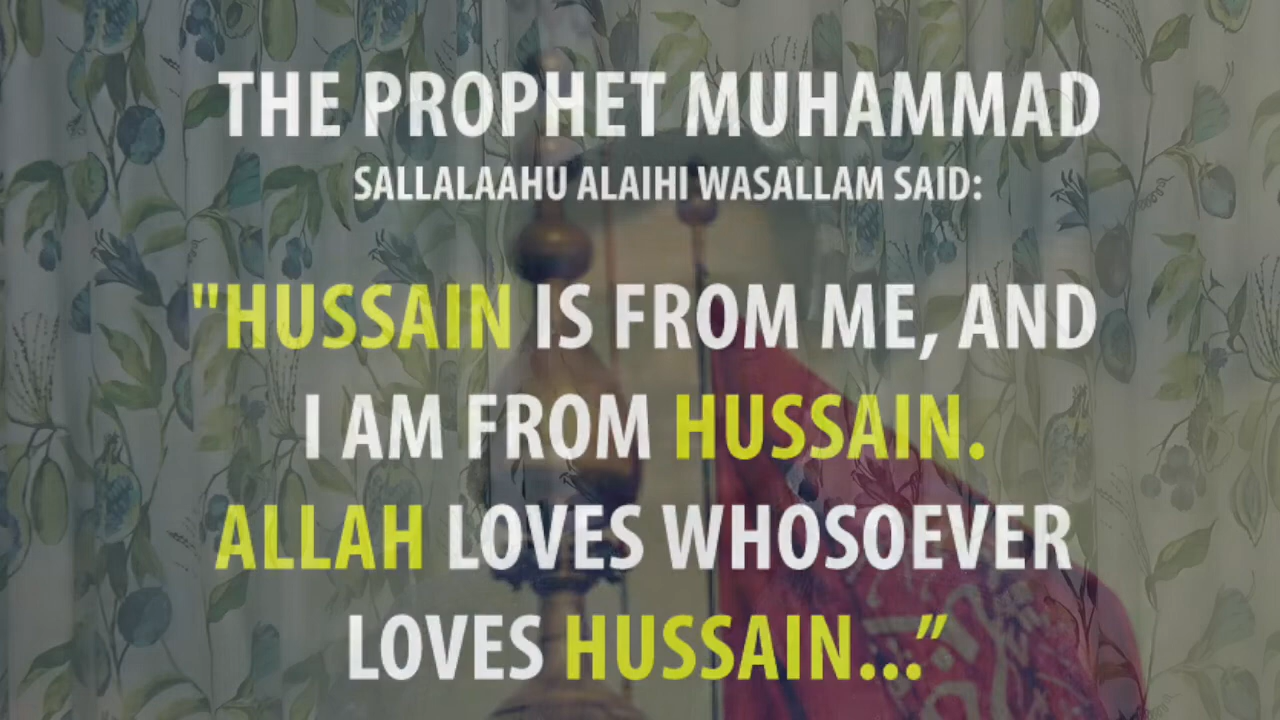 THE PROPHET MUHAMMAD
SALLALAAHU ALAIHI WASALLAM SAID:
"HUSSAIN IS FROM ME, AND
I AM FROM HUSSAIN.
ALLAH LOVES WHOSOEVER
LOVES HUSSAIN...”